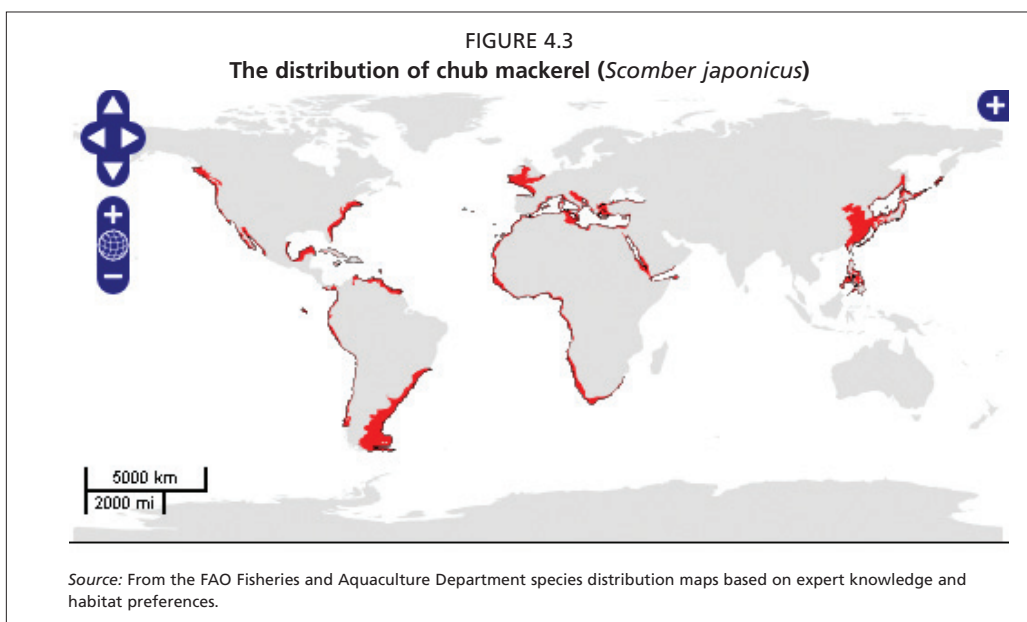 FIGURE 4.3
The distribution of chub mackerel (Scomber japonicus)
5000 km
2000 mi
Source: From the FAO Fisheries and Aquaculture Department species distribution maps based on expert knowledge and
habitat preferences.